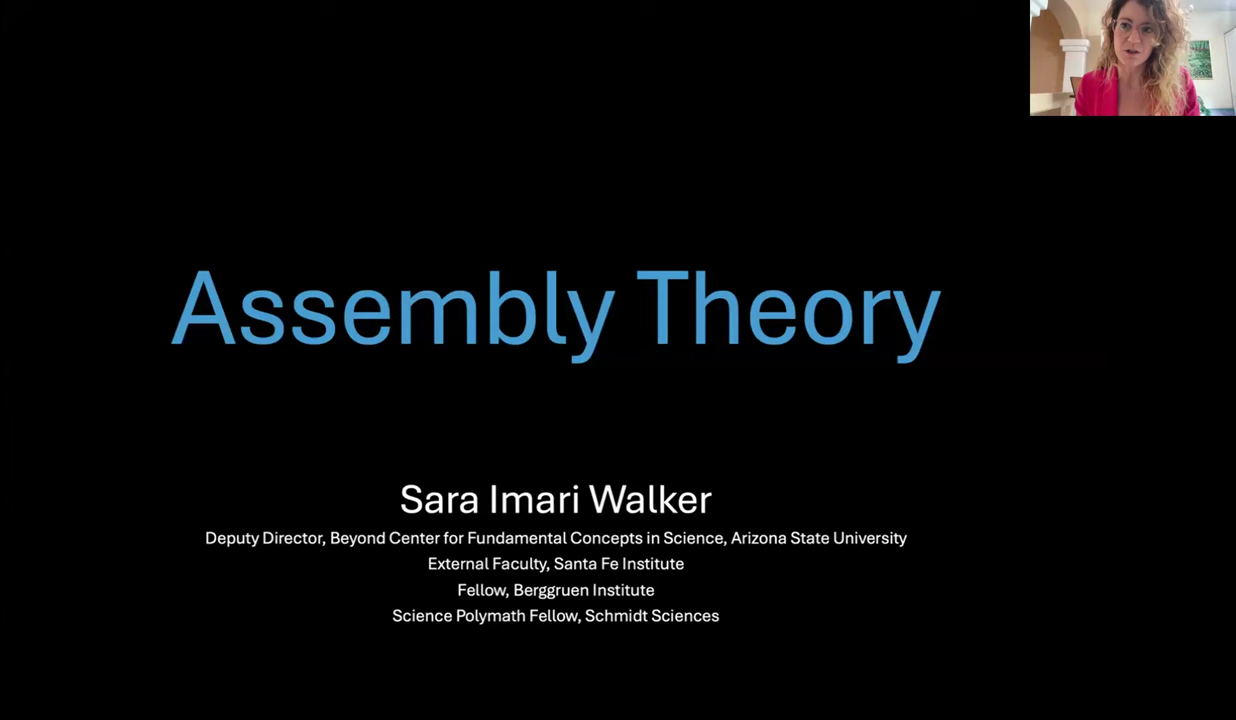 Assembly Theory
Sara Imari Walker
Deputy Director, Beyond Center for Fundamental Concepts in Science, Arizona State University
External Faculty, Santa Fe Institute
Fellow, Berggruen Institute
Science Polymath Fellow, Schmidt Sciences